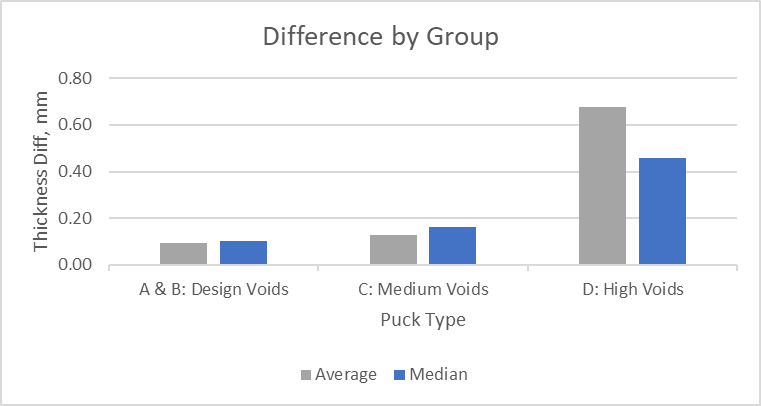 Difference by Group
Thickness Diff, mm
0.80
0.60
0.40
0.20
0.00
A & B: Design Voids
C: Medium Voids
D: High Voids
Puck Type
Average
Median